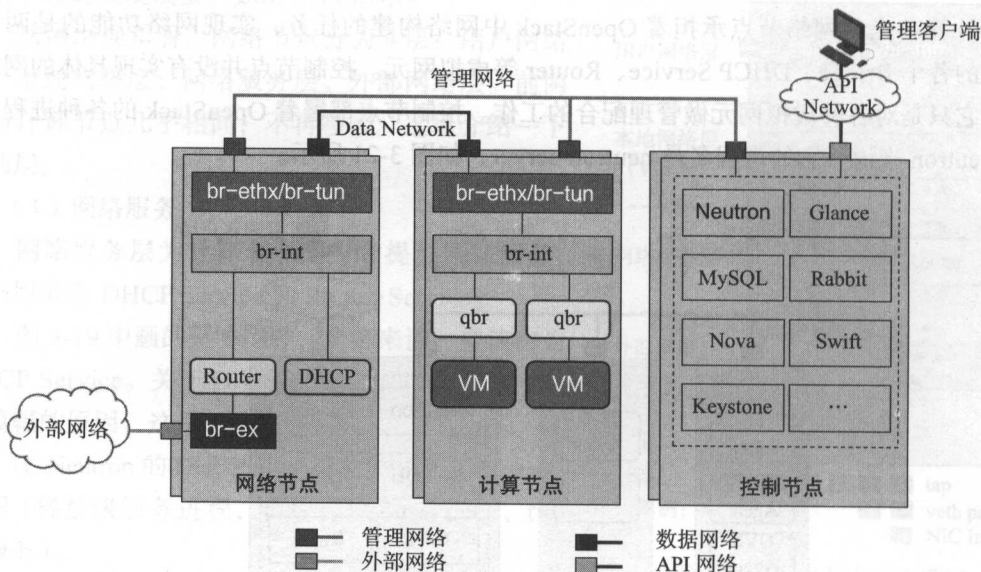 管理客户端
管理网络
API
Network
Data Network
br-ethx/br-tun
br-int
Router
DHCP
br-ex
网络节点
外部网络
br-ethx/br-tun
br-int
qbr
qbr
VM
VM
计算节点
Neutron
Glance
MySQL
Rabbit
Nova
Swift
Keystone
…
控制节点
管理网络
数据网络
外部网络
API 网络